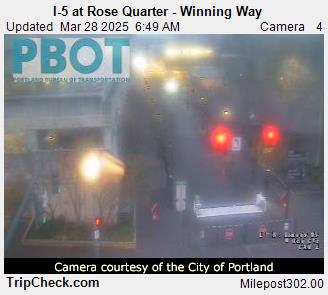 I-5 at Rose Quarter - Winning Way
Updated Mar 28 2025 6:49 AM Camera 4
PBOT
PORTLAND BUREAU OF TRANSPORTATION
Camera courtesy of the City of Portland
TripCheck.com Milepost302.00